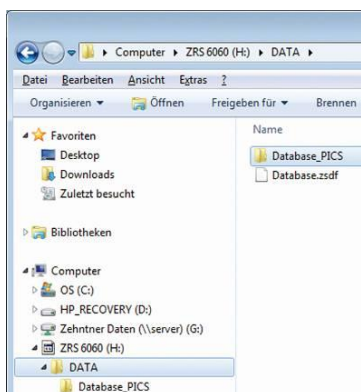 Computer ▸ ZRS 6060 (H:) ▸ DATA ▸
Datei Bearbeiten Ansicht Extras ?
Organisieren Öffnen Freigeben für Brennen
Favoriten
Desktop
Downloads
Zuletzt besucht
Bibliotheken
Computer
OS (C:)
HP_RECOVERY (D:)
Zehntner Daten (\\server) (G:)
ZRS 6060 (H:)
DATA
Database_PICS
Name
Database_PICS
Database.zsdf